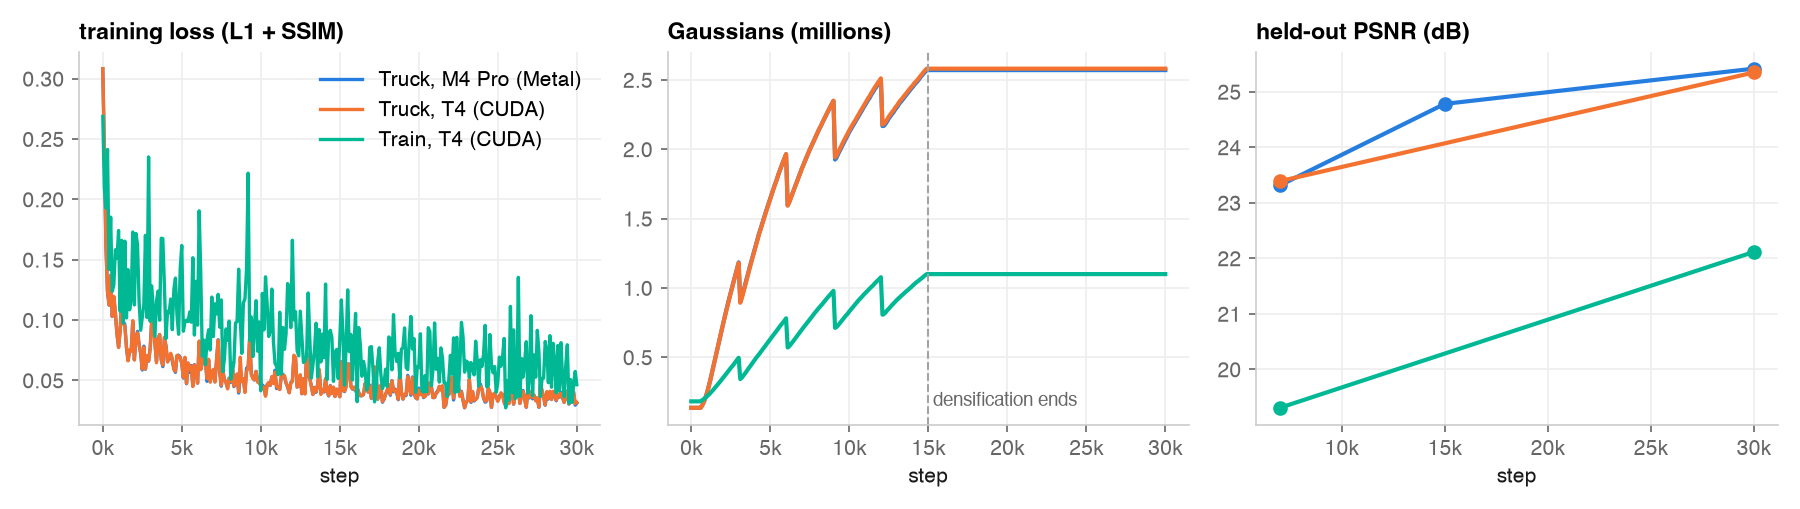 training loss (L1 + SSIM)
0.30
0.25
0.20
0.15
0.10
0.05
Truck, M4 Pro (Metal)
Truck, T4 (CUDA)
Train, T4 (CUDA)
0k 5k 10k 15k 20k 25k 30k
step
Gaussians (millions)
2.5
2.0
1.5
1.0
0.5
densification ends
0k 5k 10k 15k 20k 25k 30k
step
held-out PSNR (dB)
25
24
23
22
21
20
10k 15k 20k 25k 30k
step